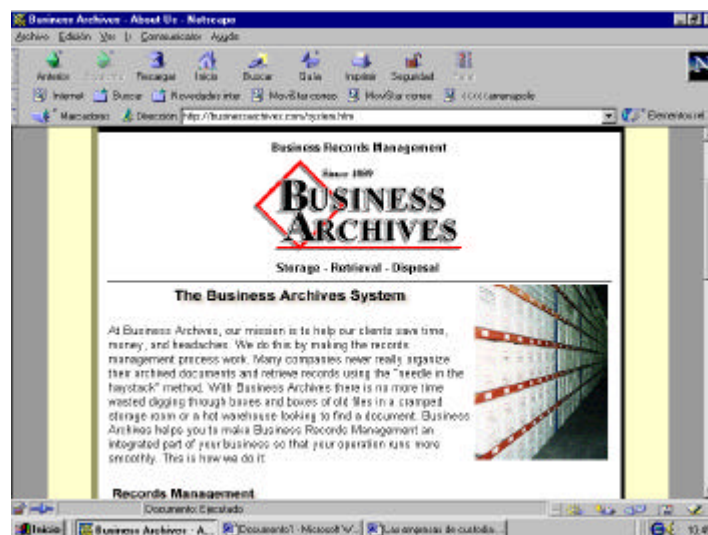 Business Archives - About Us - Netscape
Archivo Edición Ver Ir Communicator Ayuda
Anterior Recargar Inicio Buscar Guía Imprimir Seguridad
Internet Buscar Novedades inter. MoviStar correo MoviStar correo
Marcadores Dirección http://businessarchives.com/system.htm Elementos rel.
Business Records Management
Since 1989
BUSINESS
ARCHIVES
Storage - Retrieval - Disposal
The Business Archives System
At Business Archives, our mission is to help our clients save time,
money, and headaches. We do this by making the records
management process work. Many companies never really organize
their archived documents and retrieve records using the "needle in the
haystack" method. With Business Archives there is no more time
wasted digging through boxes and boxes of old files in a cramped
storage room or a hot warehouse looking to find a document. Business
Archives helps you to make Business Records Management an
integrated part of your business so that your operation runs more
smoothly. This is how we do it:
Records Management
Documento: Ejecutado
Inicio Business Archives - A... Documento1 - Microsoft W... Las empresas de custodia...